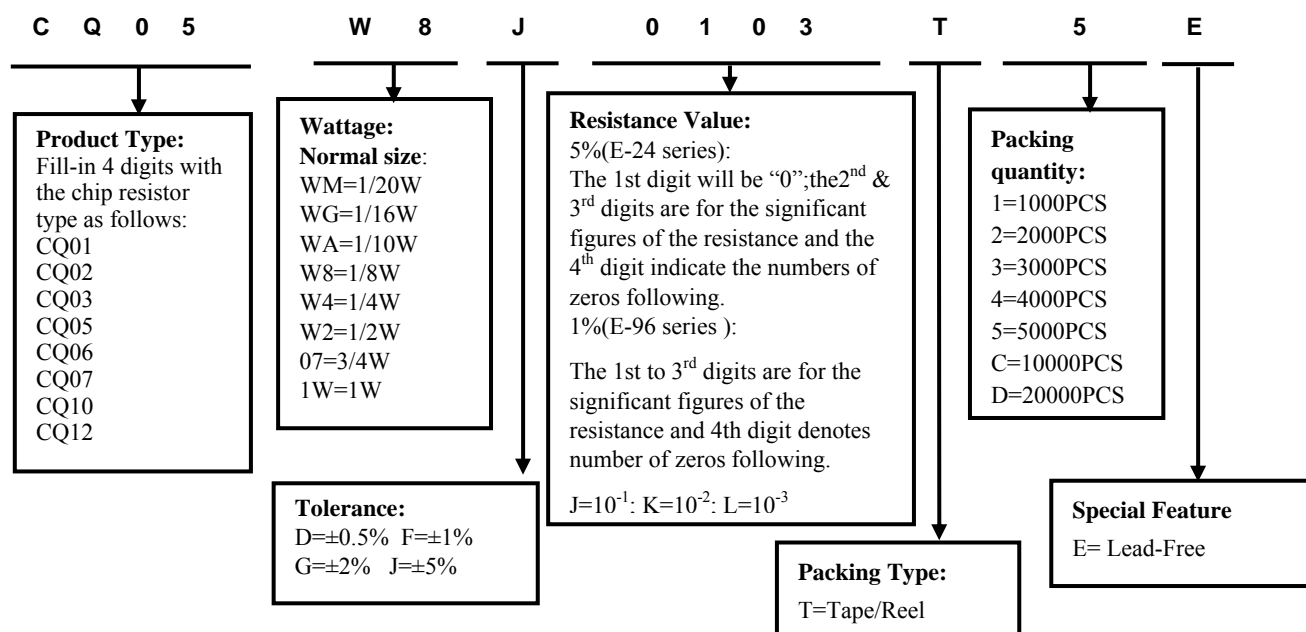 C Q 0 5 W 8 J 0 1 0 3 T 5 E
Product Type:
Fill-in 4 digits with
the chip resistor
type as follows:
CQ01
CQ02
CQ03
CQ05
CQ06
CQ07
CQ10
CQ12
Wattage:
Normal size:
WM=1/20W
WG=1/16W
WA=1/10W
W8=1/8W
W4=1/4W
W2=1/2W
07=3/4W
1W=1W
Tolerance:
D=±0.5% F=±1%
G=±2% J=±5%
Resistance Value:
5%(E-24 series):
The 1st digit will be “0”;the2nd &
3rd digits are for the significant
figures of the resistance and the
4th digit indicate the numbers of
zeros following.
1%(E-96 series ):
The 1st to 3rd digits are for the
significant figures of the
resistance and 4th digit denotes
number of zeros following.
J=10-1; K=10-2; L=10-3
Packing Type:
T=Tape/Reel
Packing
quantity:
1=1000PCS
2=2000PCS
3=3000PCS
4=4000PCS
5=5000PCS
C=10000PCS
D=20000PCS
Special Feature
E= Lead-Free